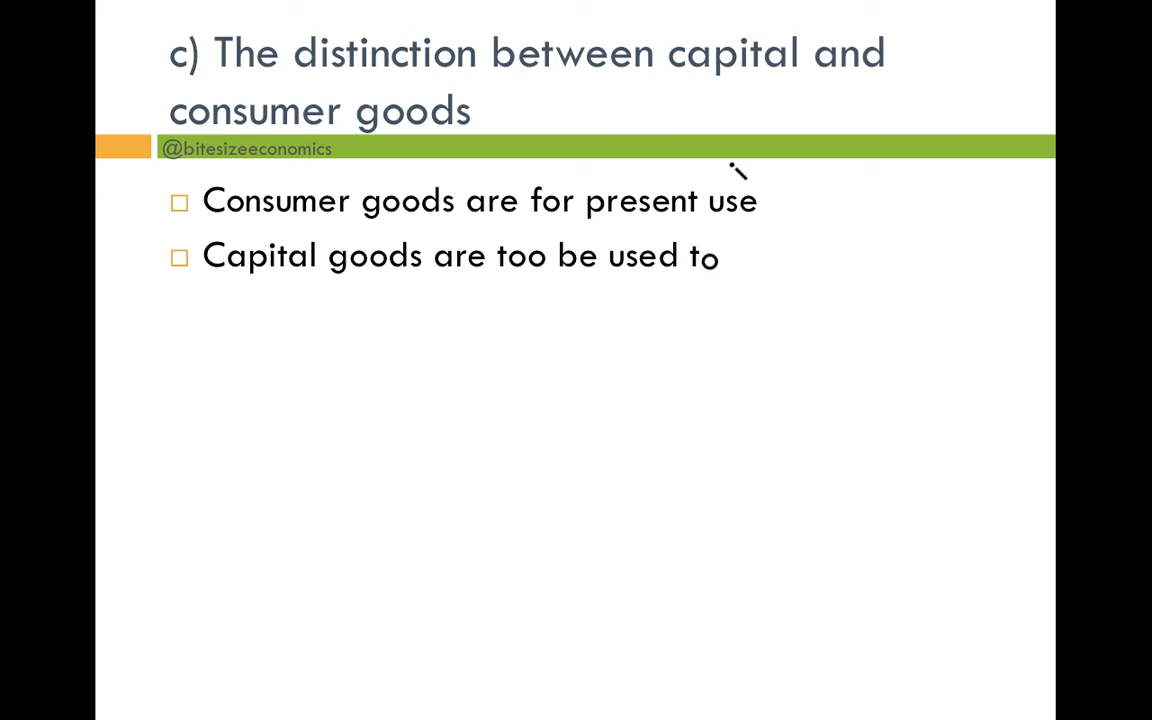 c) The distinction between capital and
consumer goods
@bitesizeeconomics
Consumer goods are for present use
Capital goods are too be used to